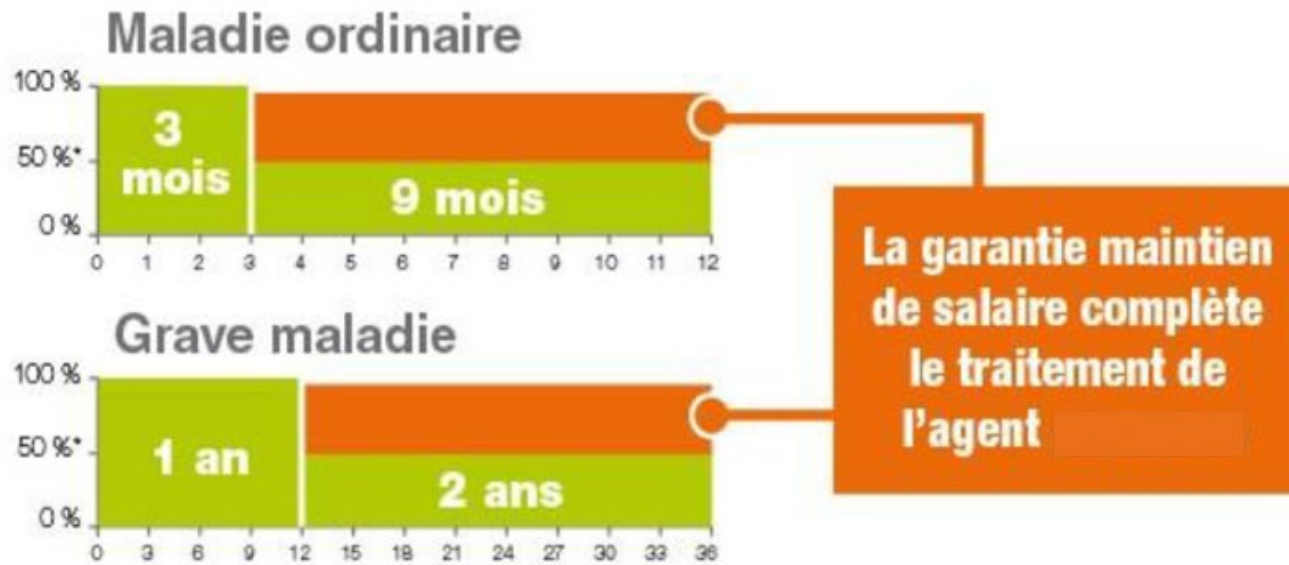 Maladie ordinaire
100 %
50 %*
0 %
3
mois
9 mois
0 1 2 3 4 5 6 7 8 9 10 11 12
Grave maladie
100 %
50 %*
0 %
1 an
2 ans
0 3 6 9 12 15 18 21 24 27 30 33 36
La garantie maintien
de salaire complète
le traitement de
l'agent